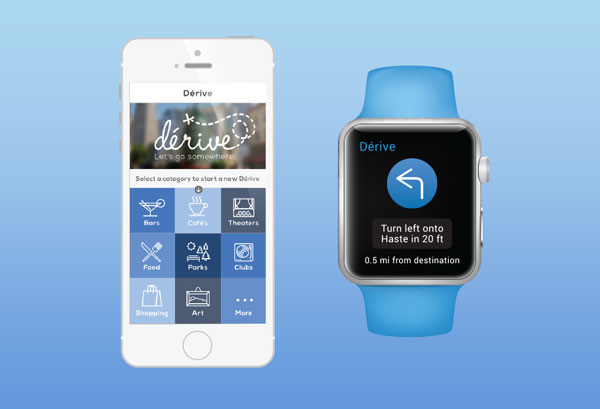 Dérive
dérive
Let's go somewhere.
Select a category to start a new Dérive
Bars
Cafés
Theaters
Food
Parks
Clubs
Shopping
Art
More
Dérive
Turn left onto
Haste in 20 ft
0.5 mi from destination